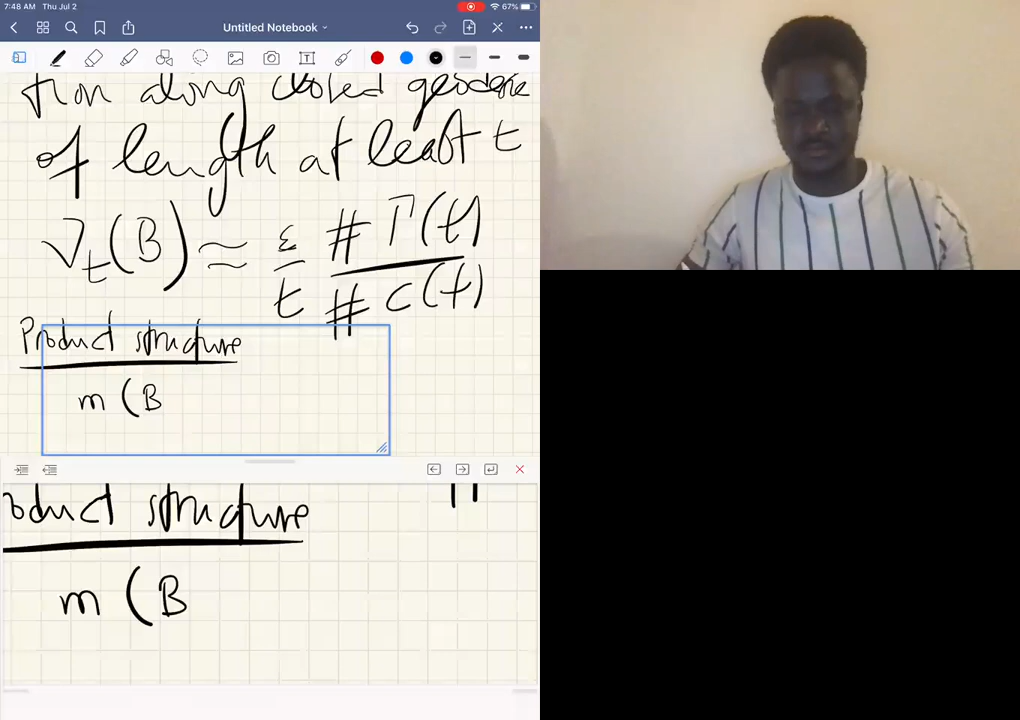 7:48 AM Thu Jul 2
67%
Untitled Notebook
tion along closed geodesic
of length at least t
ν_t(B) ≈ ε/t #Γ(t)/#C(t)
Product structure
m (B
oduct structure
m (B